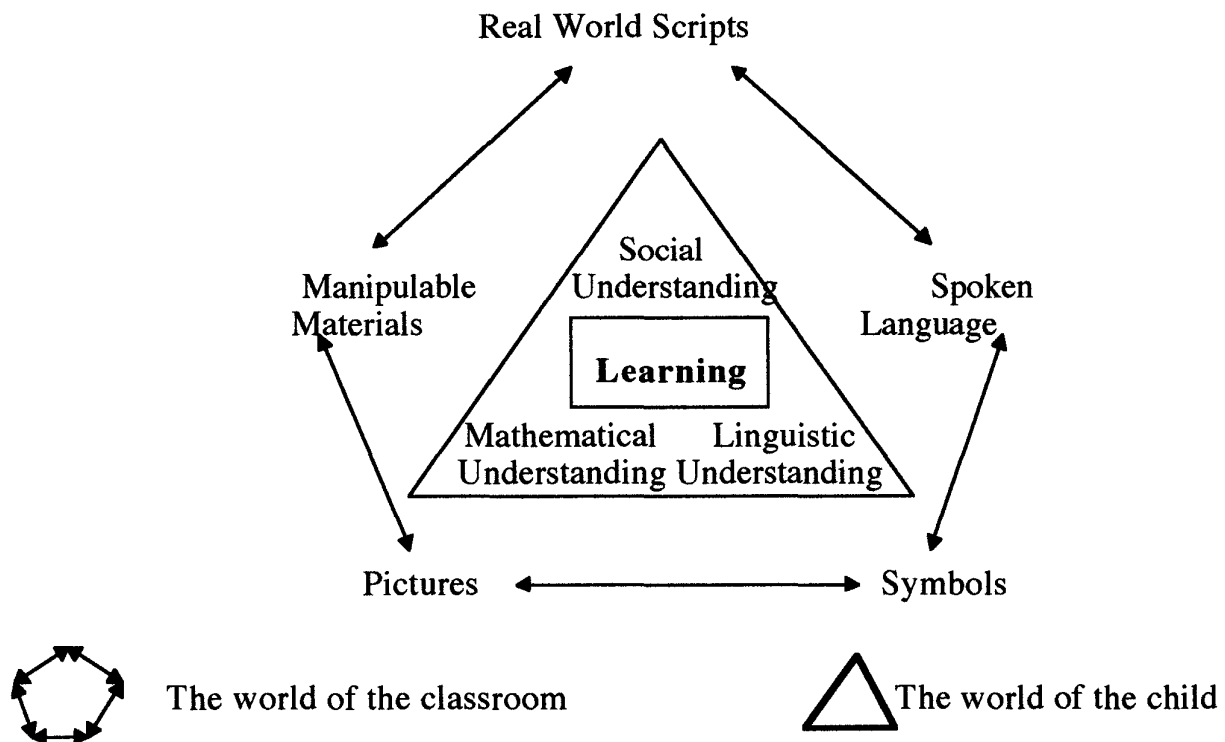 Real World Scripts
Social
Understanding
Manipulable
Materials
Spoken
Language
Learning
Mathematical
Understanding
Linguistic
Understanding
Pictures
Symbols
The world of the classroom
The world of the child